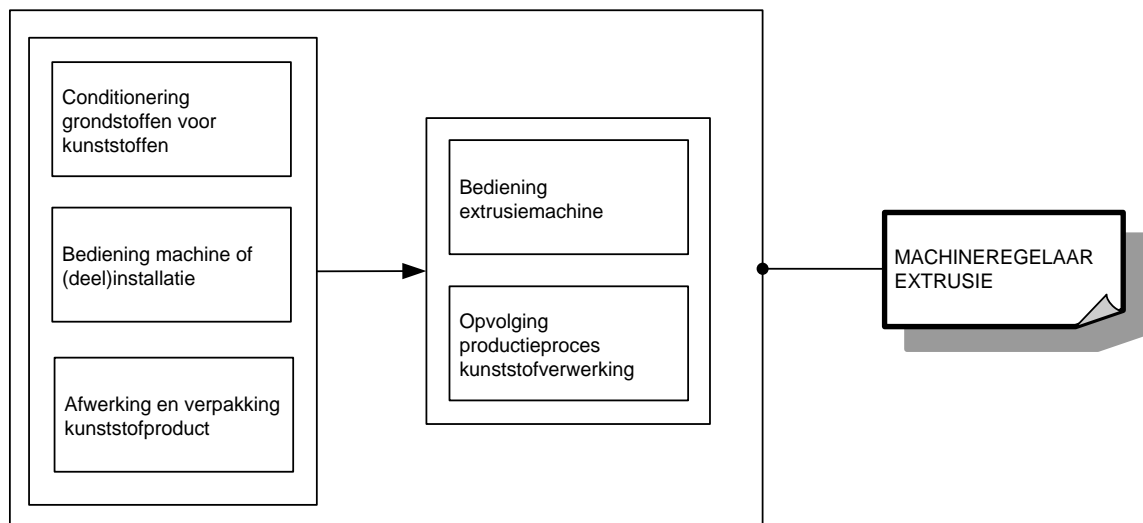 Conditionering
grondstoffen voor
kunststoffen
Bediening machine of
(deel)installatie
Afwerking en verpakking
kunststofproduct
Bediening
extrusiemachine
Opvolging
productieproces
kunststofverwerking
MACHINEREGELAAR
EXTRUSIE